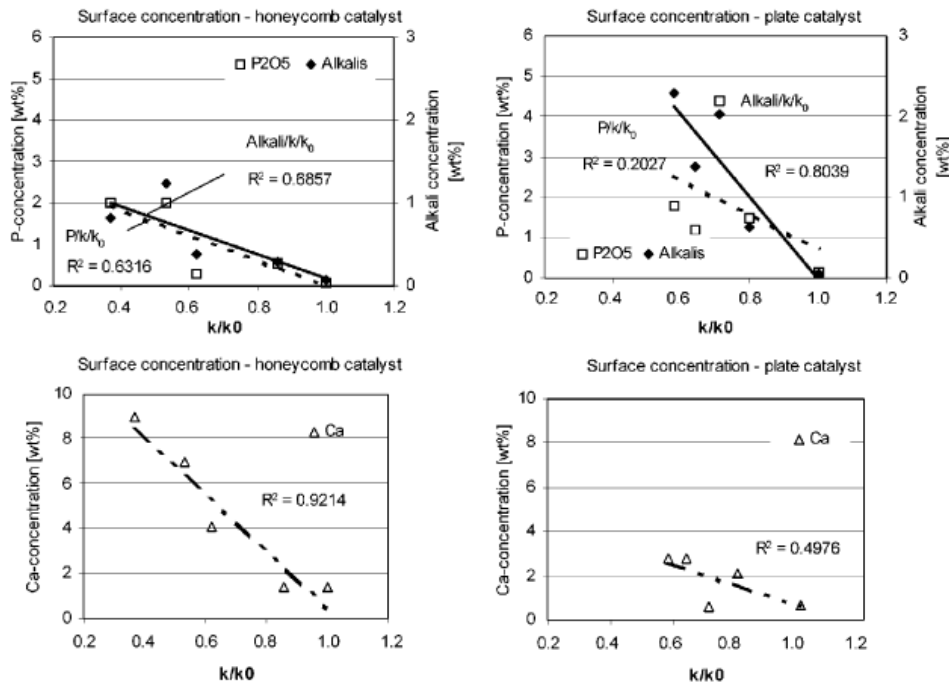 Surface concentration - honeycomb catalyst
P-concentration [wt%]
6
5
4
3
2
1
0
□ P2O5 ◆ Alkalis
Alkali/k/k0
R² = 0.6857
P/k/k0
R² = 0.6316
3
2
1
0
Alkali concentration
[wt%]
0.2 0.4 0.6 0.8 1.0 1.2
k/k0
Surface concentration - plate catalyst
P-concentration [wt%]
6
5
4
3
2
1
0
Alkali/k/k0
P/k/k0
R² = 0.2027
R² = 0.8039
□ P2O5 ◆ Alkalis
3
2
1
0
Alkali concentration
[wt%]
0.2 0.4 0.6 0.8 1.0 1.2
k/k0
Surface concentration - honeycomb catalyst
Ca-concentration [wt%]
10
8
6
4
2
0
△ Ca
R² = 0.9214
0.2 0.4 0.6 0.8 1.0 1.2
k/k0
Surface concentration - plate catalyst
Ca-concentration [wt%]
10
8
6
4
2
0
△ Ca
R² = 0.4976
0.2 0.4 0.6 0.8 1.0 1.2
k/k0